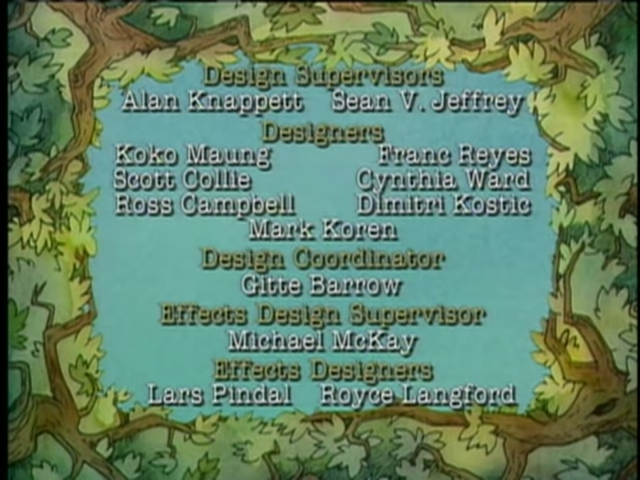 Design Supervisors
Alan Knappett Sean V. Jeffrey
Designers
Koko Maung Franc Reyes
Scott Collie Cynthia Ward
Ross Campbell Dimitri Kostic
Mark Koren
Design Coordinator
Gitte Barrow
Effects Design Supervisor
Michael McKay
Effects Designers
Lars Pindal Royce Langford